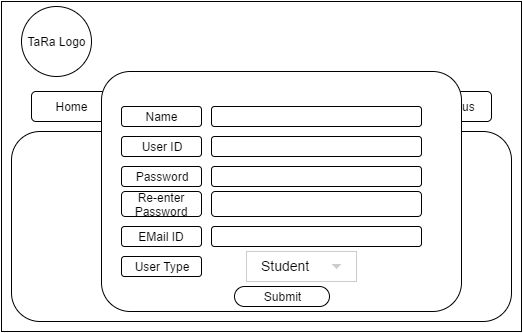 TaRa Logo
Home
us
Name
User ID
Password
Re-enter
Password
EMail ID
User Type
Student
Submit